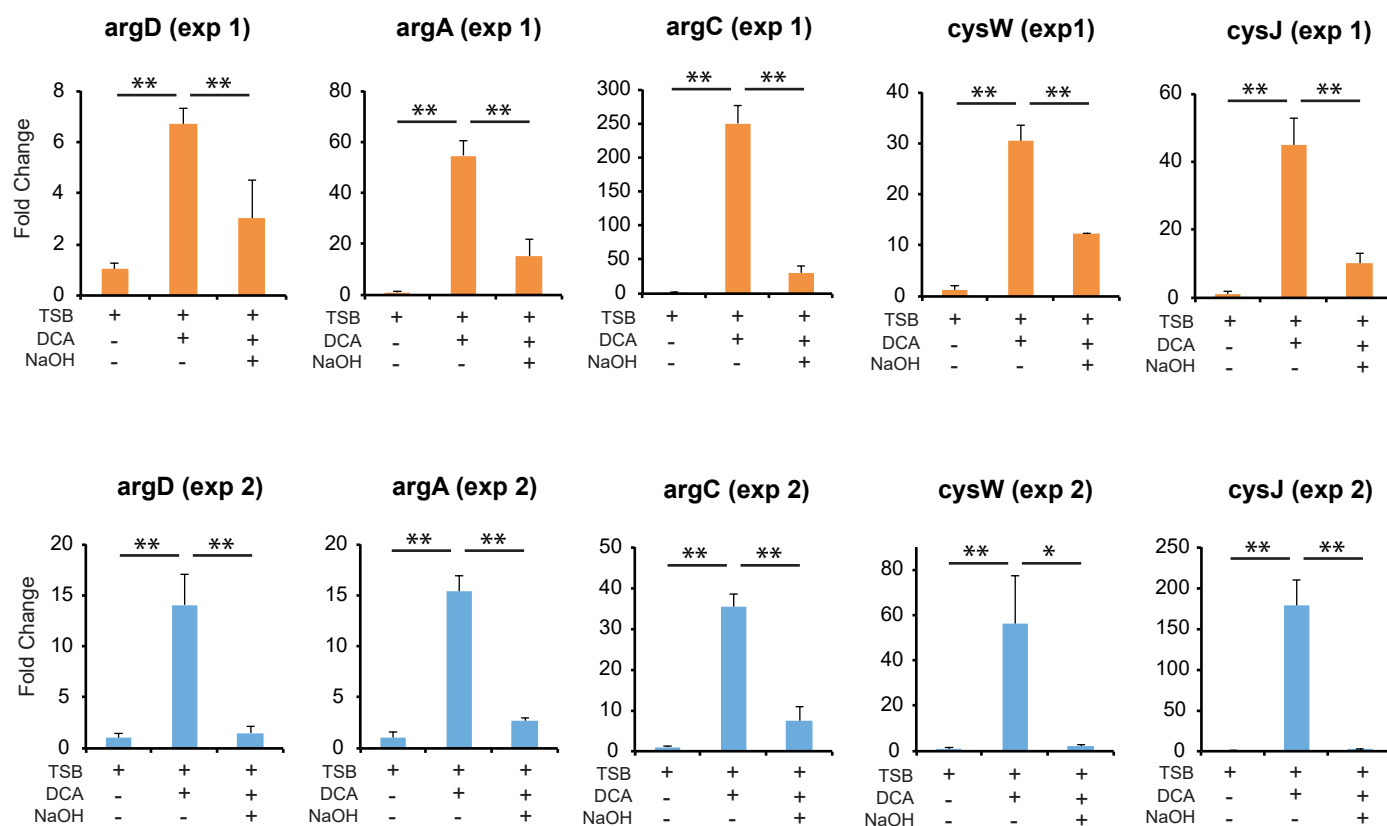 argD (exp 1)
argA (exp 1)
argC (exp 1)
cysW (exp1)
cysJ (exp 1)
Fold Change
8
6
4
2
0
** **
TSB + + +
DCA - + +
NaOH - - +
80
60
40
20
0
** **
TSB + + +
DCA - + +
NaOH - - +
300
250
200
150
100
50
0
** **
TSB + + +
DCA - + +
NaOH - - +
40
30
20
10
0
** **
TSB + + +
DCA - + +
NaOH - - +
60
40
20
0
** **
TSB + + +
DCA - + +
NaOH - - +
argD (exp 2)
argA (exp 2)
argC (exp 2)
cysW (exp 2)
cysJ (exp 2)
Fold Change
20
15
10
5
0
** **
TSB + + +
DCA - + +
NaOH - - +
20
15
10
5
0
** **
TSB + + +
DCA - + +
NaOH - - +
50
40
30
20
10
0
** **
TSB + + +
DCA - + +
NaOH - - +
80
60
40
20
0
** *
TSB + + +
DCA - + +
NaOH - - +
250
200
150
100
50
0
** **
TSB + + +
DCA - + +
NaOH - - +